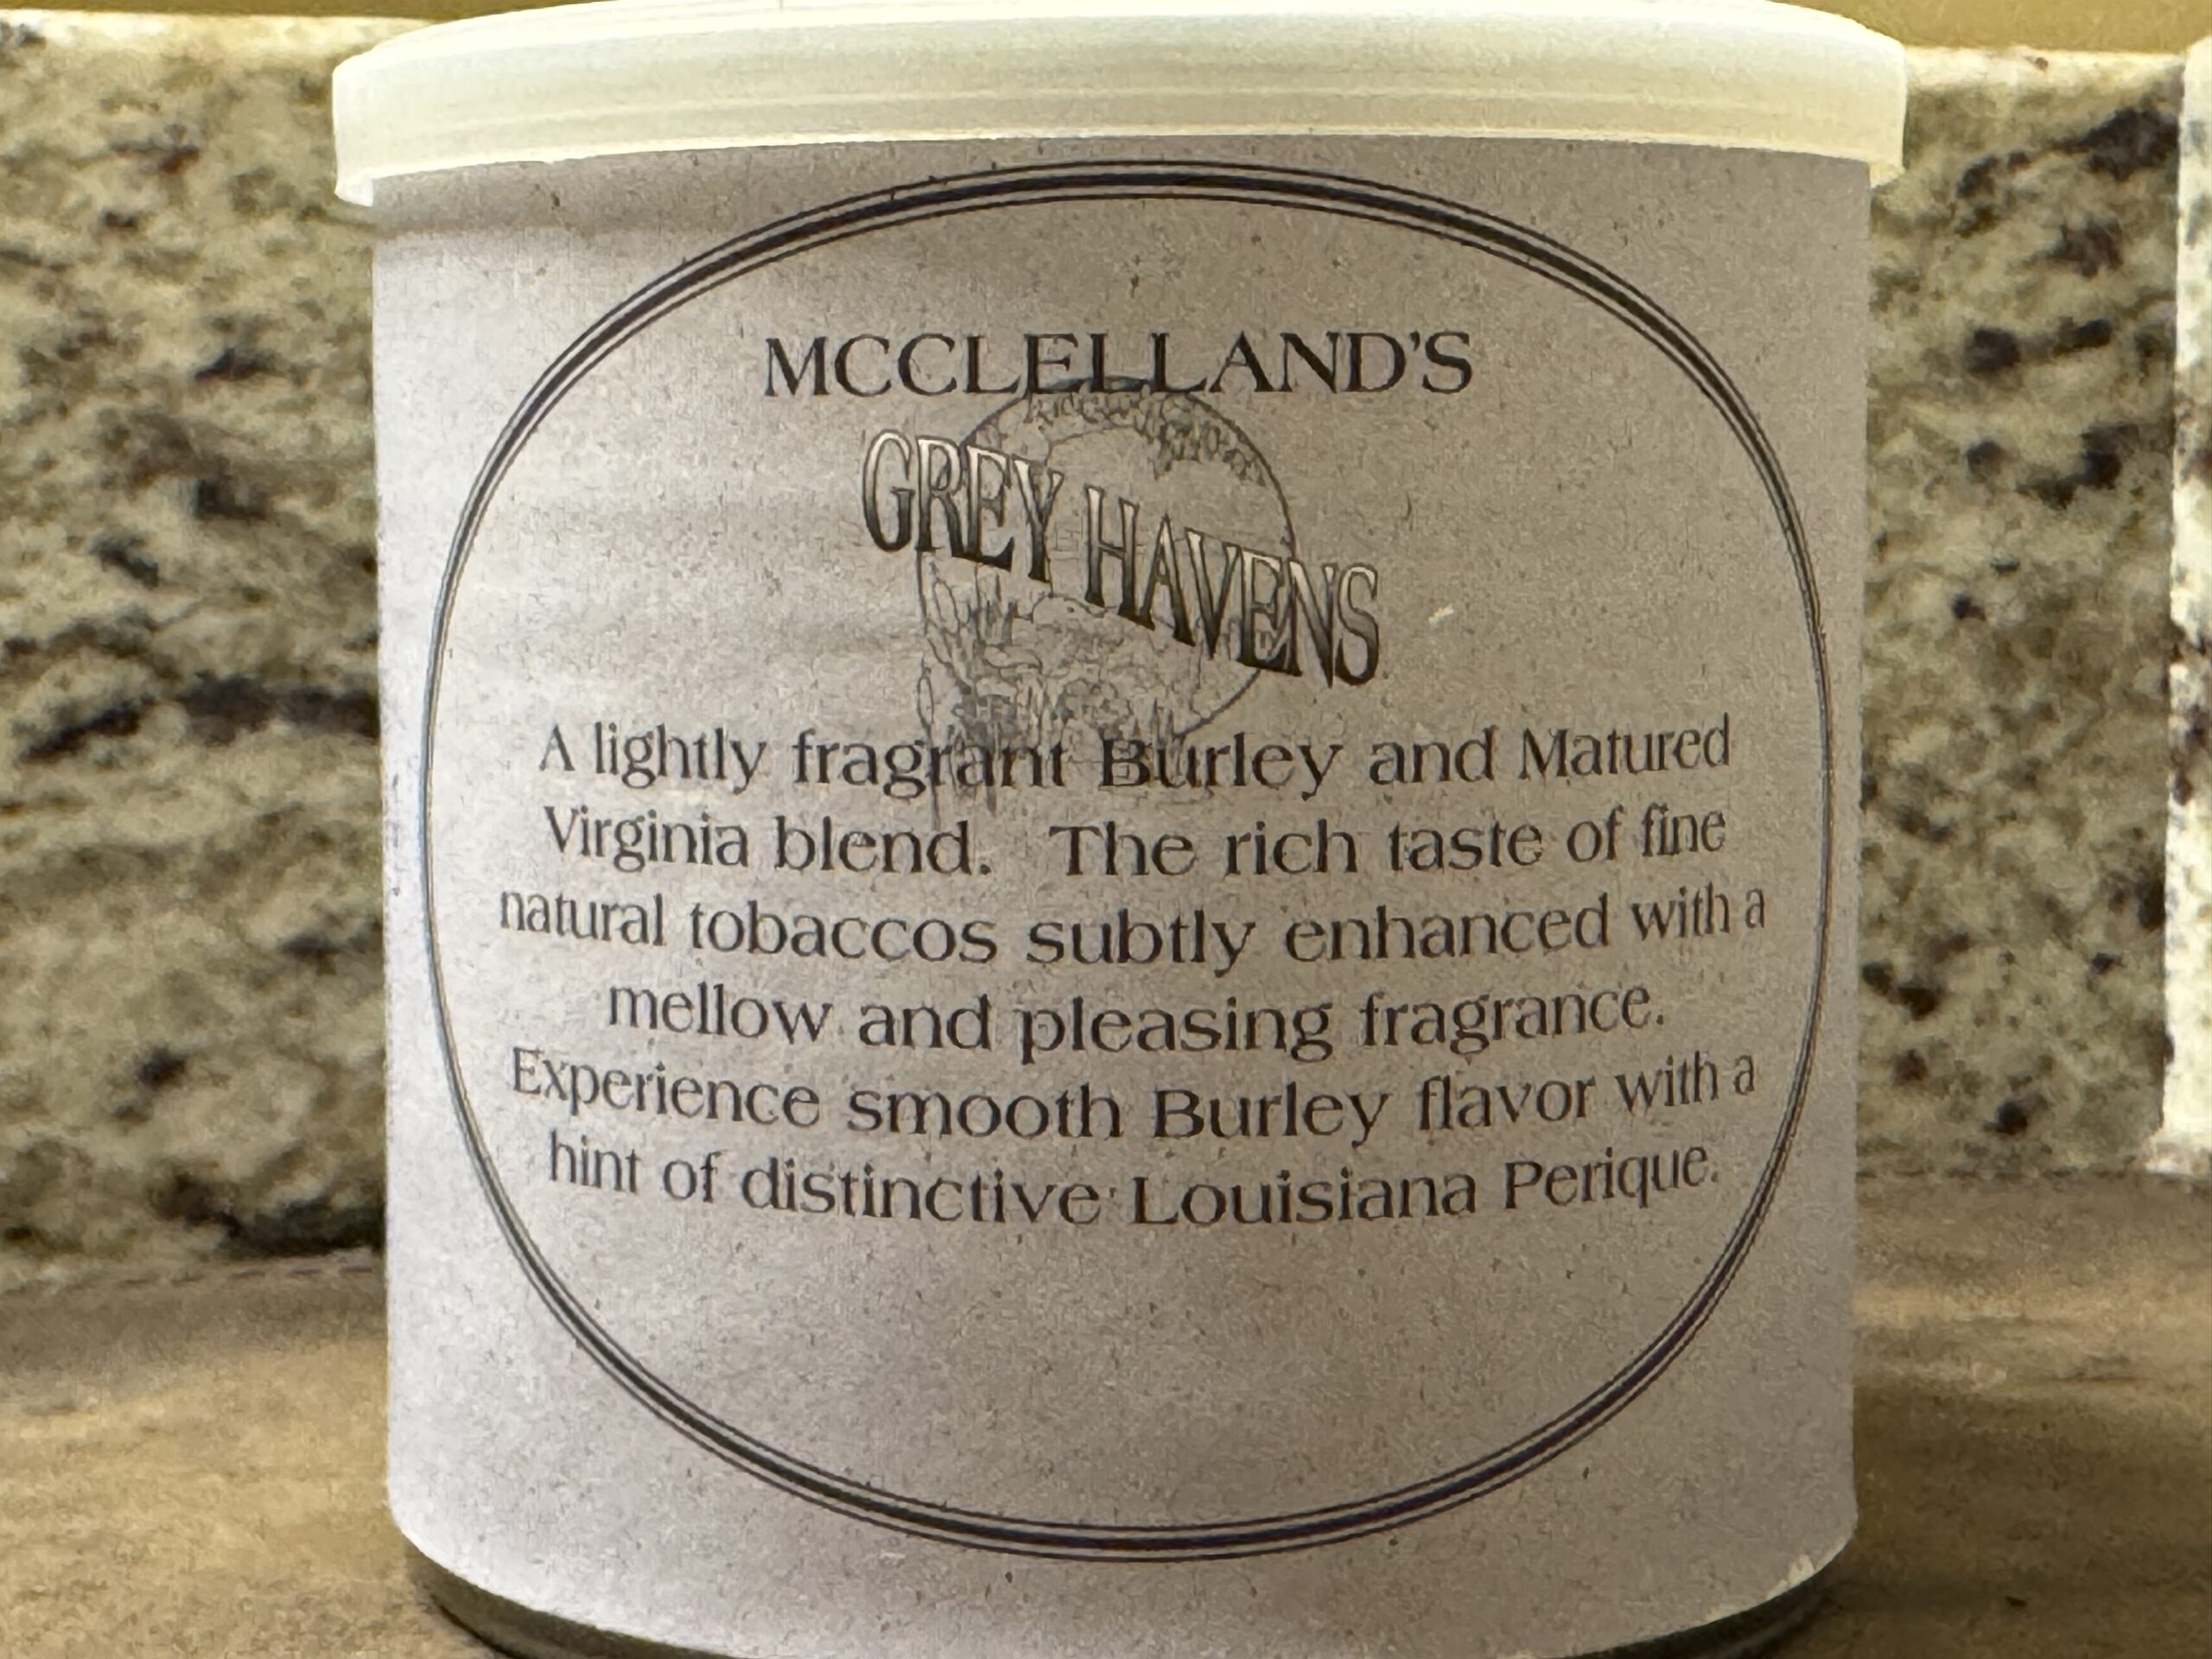 MCCLELLAND'S
GREY HAVENS
A lightly fragrant Burley and Matured
Virginia blend. The rich taste of fine
natural tobaccos subtly enhanced with a
mellow and pleasing fragrance.
Experience smooth Burley flavor with a
hint of distinctive Louisiana Perique.